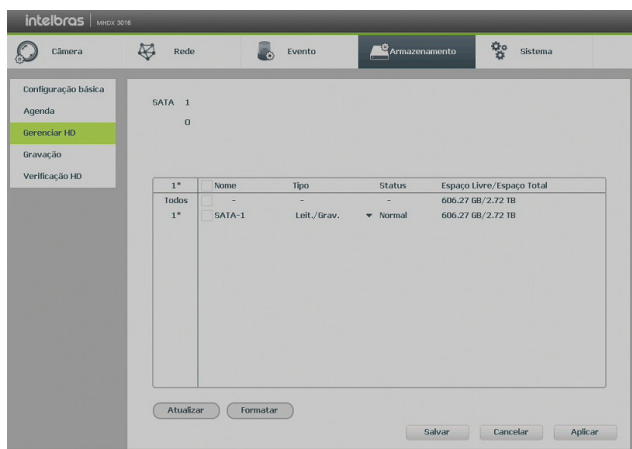 intelbras MHDX 3016
Câmera Rede Evento Armazenamento Sistema
Configuração básica
Agenda
Gerenciar HD
Gravação
Verificação HD
SATA 1
O
1* Nome Tipo Status Espaço Livre/Espaço Total
Todos - - - 606.27 GB/2.72 TB
1* SATA-1 Leit./Grav. Normal 606.27 GB/2.72 TB
Atualizar Formatar
Salvar Cancelar Aplicar